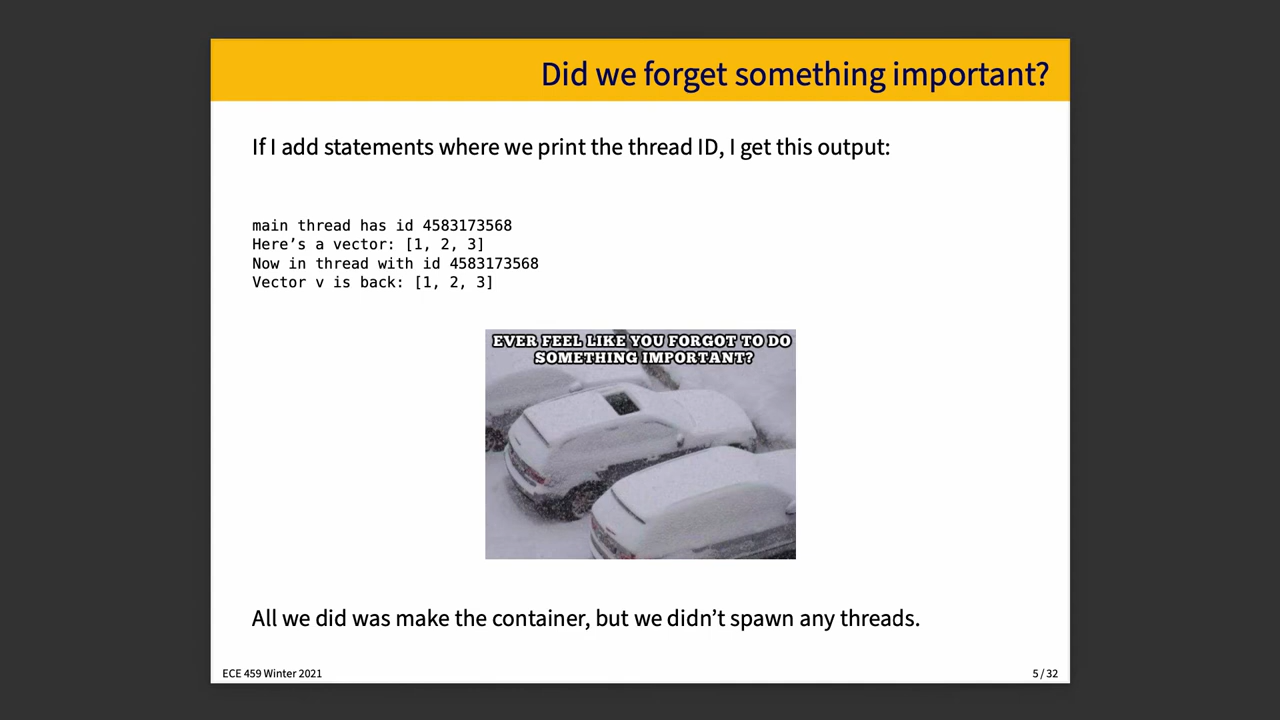 Did we forget something important?
If I add statements where we print the thread ID, I get this output:
main thread has id 4583173568
Here’s a vector: [1, 2, 3]
Now in thread with id 4583173568
Vector v is back: [1, 2, 3]
EVER FEEL LIKE YOU FORGOT TO DO
SOMETHING IMPORTANT?
All we did was make the container, but we didn’t spawn any threads.
ECE 459 Winter 2021
5 / 32